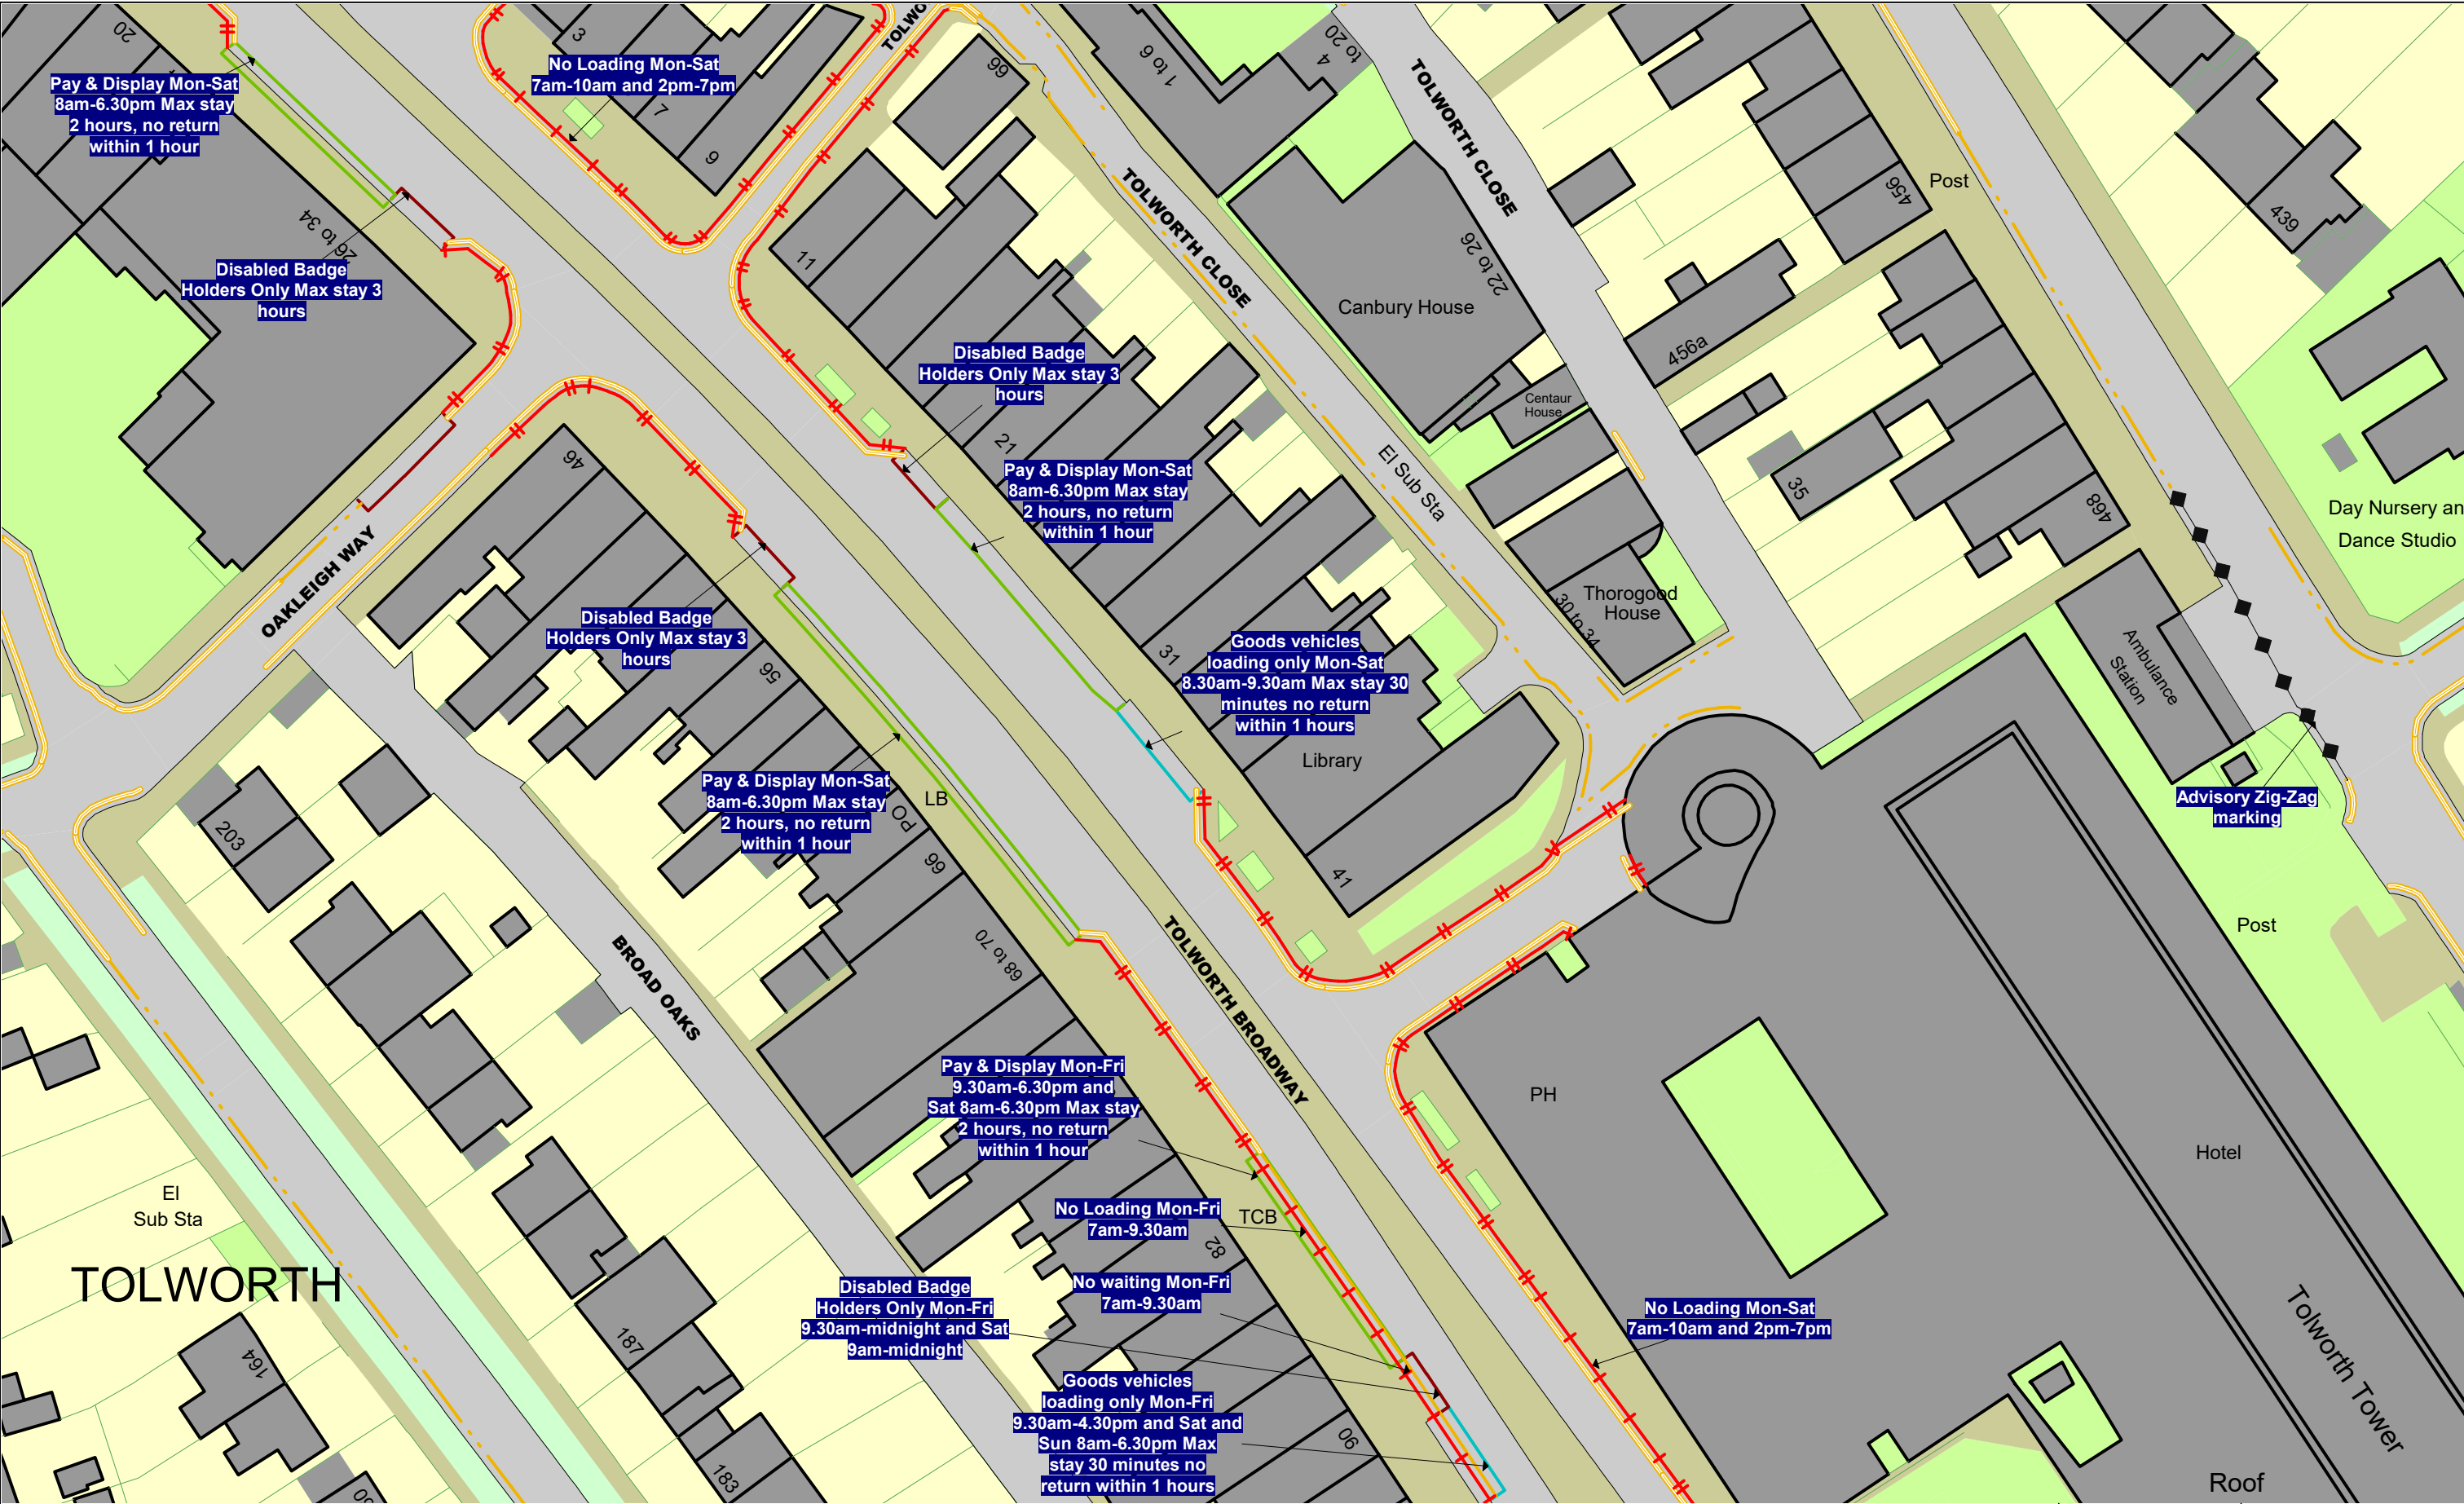 20
Pay & Display Mon-Sat
8am-6.30pm Max stay
2 hours, no return
within 1 hour
26 to 34
Disabled Badge
Holders Only Max stay 3
hours
3
No Loading Mon-Sat
7am-10am and 2pm-7pm
7
9
TOLWO
66
1 to 6
4 to 20
TOLWORTH CLOSE
TOLWORTH CLOSE
11
Canbury House
22 to 26
456
Post
439
456a
Disabled Badge
Holders Only Max stay 3
hours
Centaur
House
21
Pay & Display Mon-Sat
8am-6.30pm Max stay
2 hours, no return
within 1 hour
El Sub Sta
35
468
Day Nursery an
Dance Studio
46
OAKLEIGH WAY
Disabled Badge
Holders Only Max stay 3
hours
56
31
Goods vehicles
loading only Mon-Sat
8.30am-9.30am Max stay 30
minutes no return
within 1 hours
Thorogood
House
30 to 34
Ambulance
Station
Library
Pay & Display Mon-Sat
8am-6.30pm Max stay
2 hours, no return
within 1 hour
LB
PO
66
203
41
Advisory Zig-Zag
marking
Post
68 to 70
BROAD OAKS
TOLWORTH BROADWAY
Pay & Display Mon-Fri
9.30am-6.30pm and
Sat 8am-6.30pm Max stay
2 hours, no return
within 1 hour
PH
Hotel
El
Sub Sta
TOLWORTH
No Loading Mon-Fri
7am-9.30am
TCB
82
No waiting Mon-Fri
7am-9.30am
Disabled Badge
Holders Only Mon-Fri
9.30am-midnight and Sat
9am-midnight
No Loading Mon-Sat
7am-10am and 2pm-7pm
Tolworth Tower
164
187
183
Goods vehicles
loading only Mon-Fri
9.30am-4.30pm and Sat and
Sun 8am-6.30pm Max
stay 30 minutes no
return within 1 hours
90
Roof